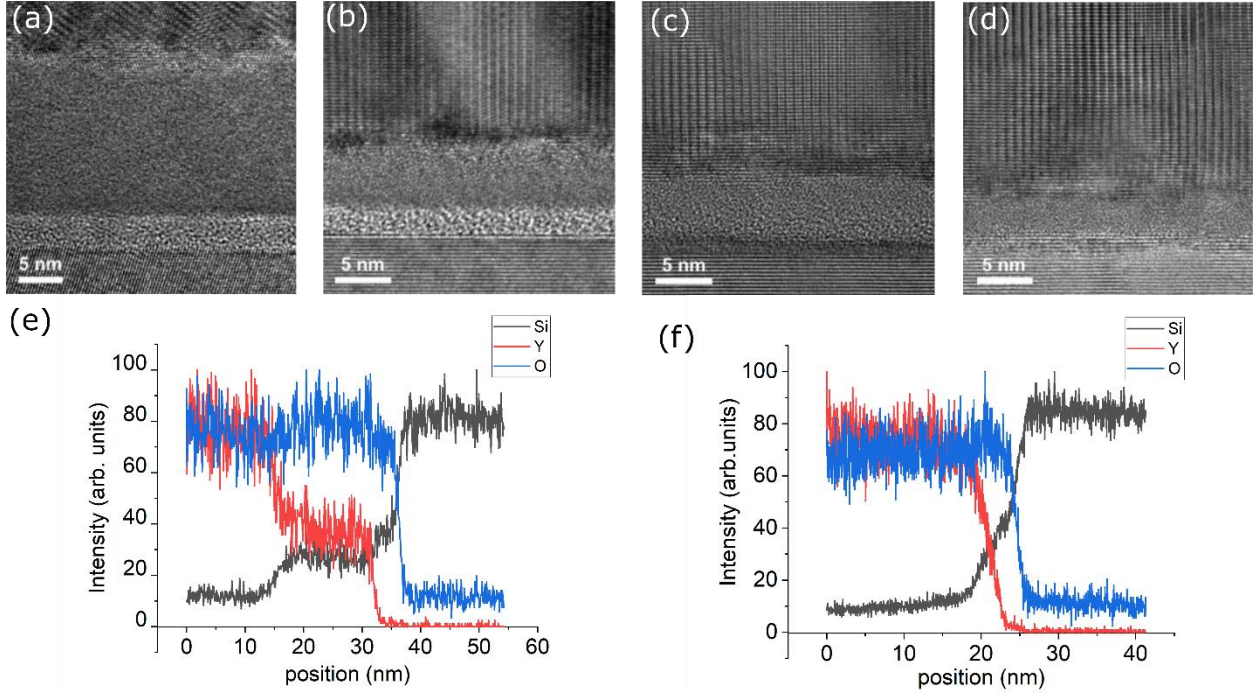 (a)
(b)
(c)
(d)
5 nm
5 nm
5 nm
5 nm
(e)
Si
Y
O
100
80
60
40
20
0
Intensity (arb. units)
0 10 20 30 40 50 60
position (nm)
(f)
Si
Y
O
100
80
60
40
20
0
Intensity (arb.units)
0 10 20 30 40
position (nm)